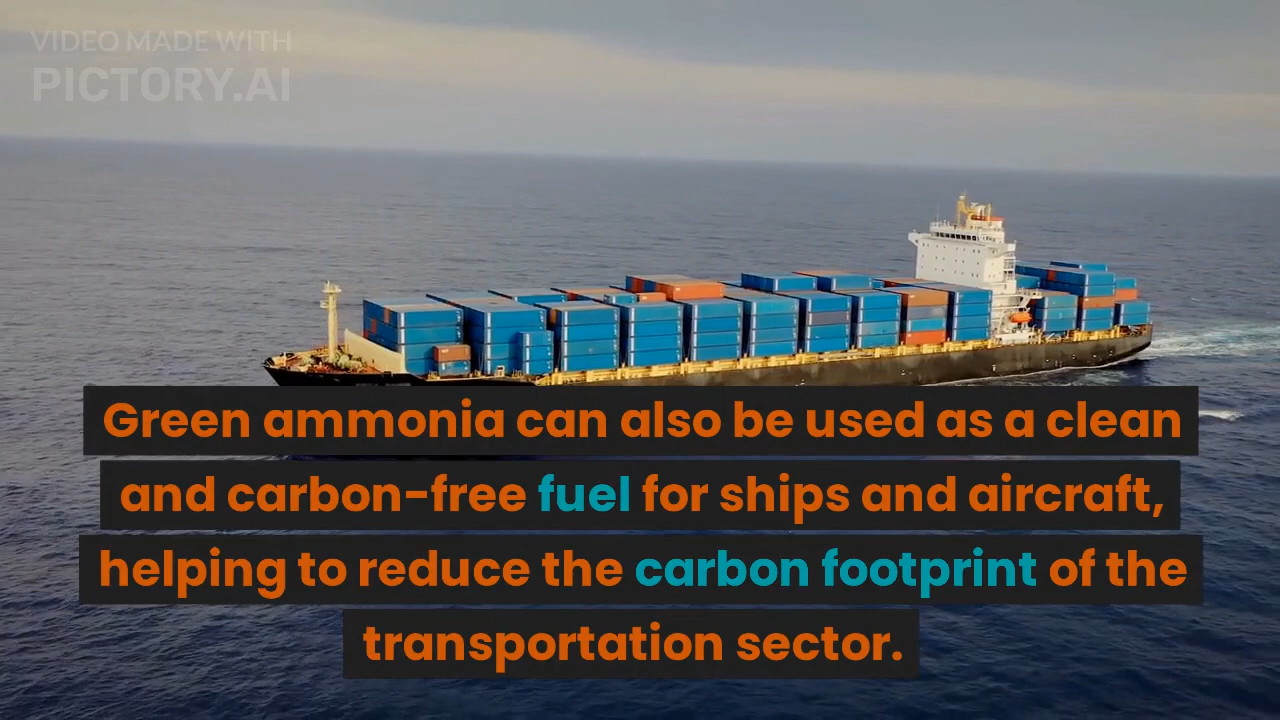 VIDEO MADE WITH
PICTORY.AI
Green ammonia can also be used as a clean
and carbon-free fuel for ships and aircraft,
helping to reduce the carbon footprint of the
transportation sector.